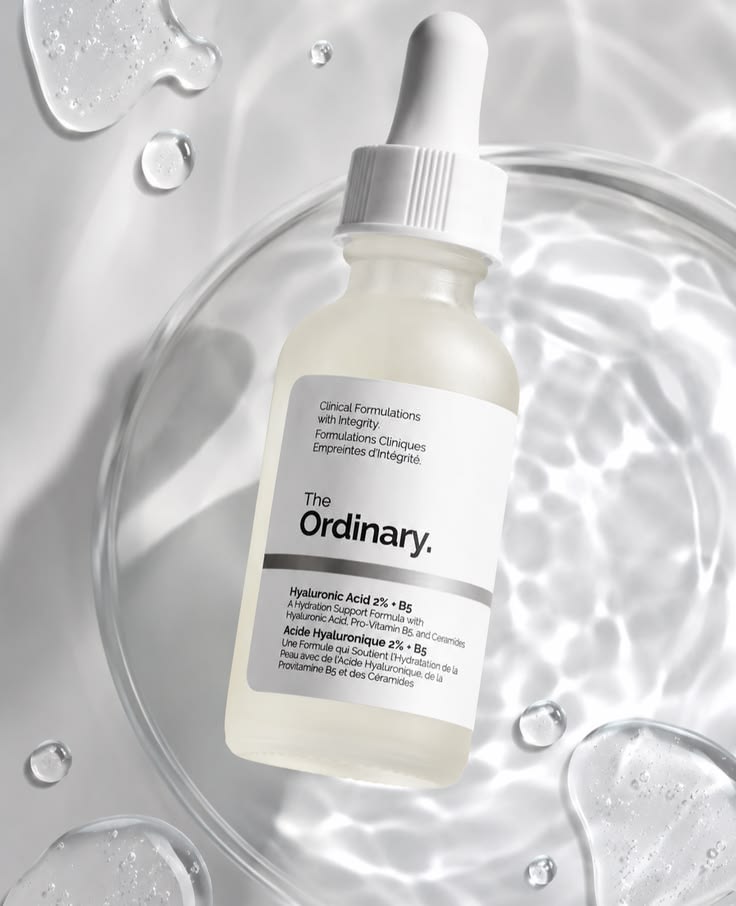 Clinical Formulations
with Integrity.
Formulations Cliniques
Empreintes d'Intégrité.
The
Ordinary.
Hyaluronic Acid 2% + B5
A Hydration Support Formula with
Hyaluronic Acid, Pro-Vitamin B5, and Ceramides
Acide Hyaluronique 2% + B5
Une Formule qui Soutient l'Hydratation de la
Peau avec de l'Acide Hyaluronique, de la
Provitamine B5 et des Céramides